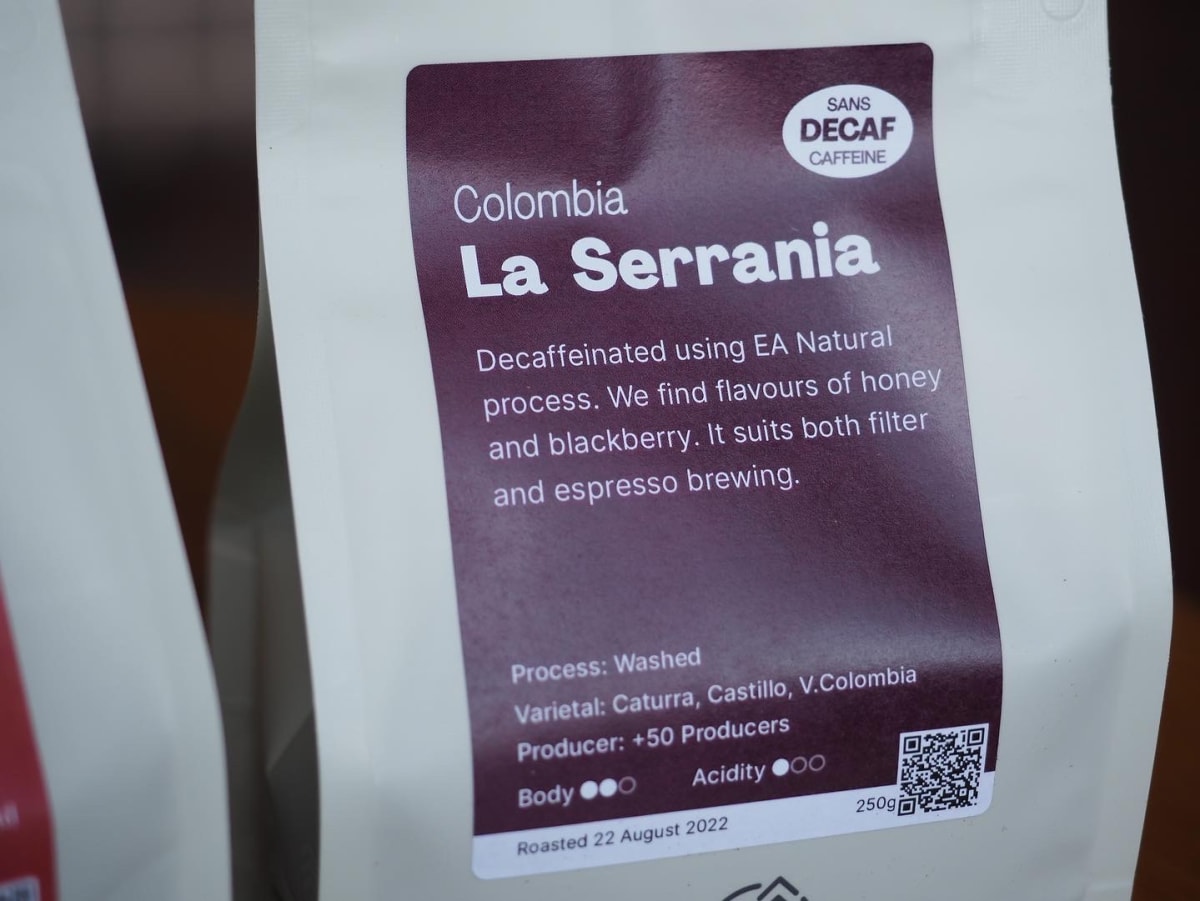 SANS
DECAF
CAFFEINE
Colombia
La Serrania
Decaffeinated using EA Natural
process. We find flavours of honey
and blackberry. It suits both filter
and espresso brewing.
Process: Washed
Varietal: Caturra, Castillo, V.Colombia
Producer: +50 Producers
Body
Acidity
250g
Roasted 22 August 2022